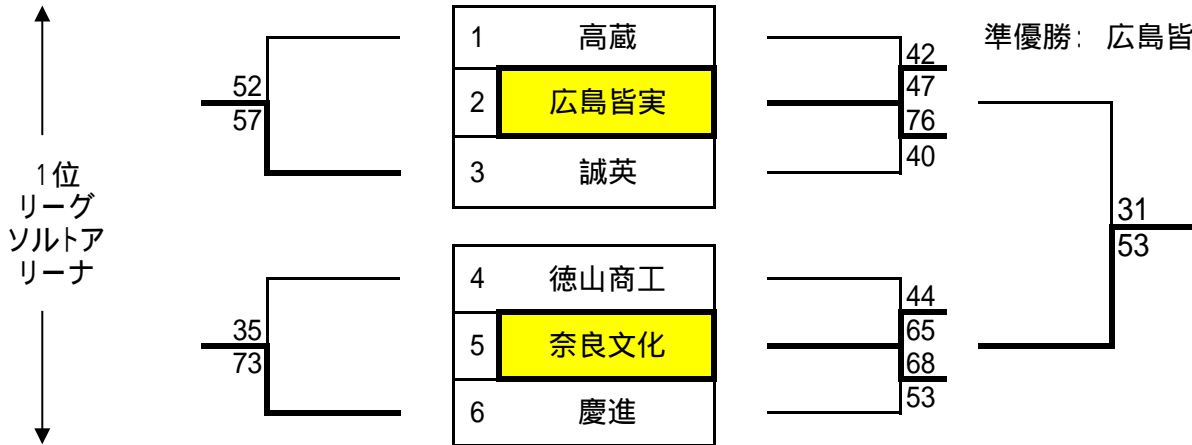 1位
リーグ
ソルトア
リーナ
52
57
1 高蔵
2 広島皆実
3 誠英
42
47
76
40
準優勝: 広島皆
31
53
35
73
4 徳山商工
5 奈良文化
6 慶進
44
65
68
53